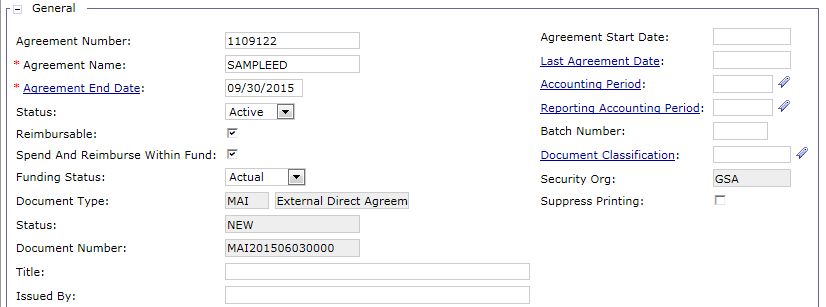 General
Agreement Number: 1109122
* Agreement Name: SAMPLEED
* Agreement End Date: 09/30/2015
Status: Active
Reimbursable:
Spend And Reimburse Within Fund:
Funding Status: Actual
Document Type: MAI External Direct Agreem
Status: NEW
Document Number: MAI201506030000
Title:
Issued By:
Agreement Start Date:
Last Agreement Date:
Accounting Period:
Reporting Accounting Period:
Batch Number:
Document Classification:
Security Org: GSA
Suppress Printing: